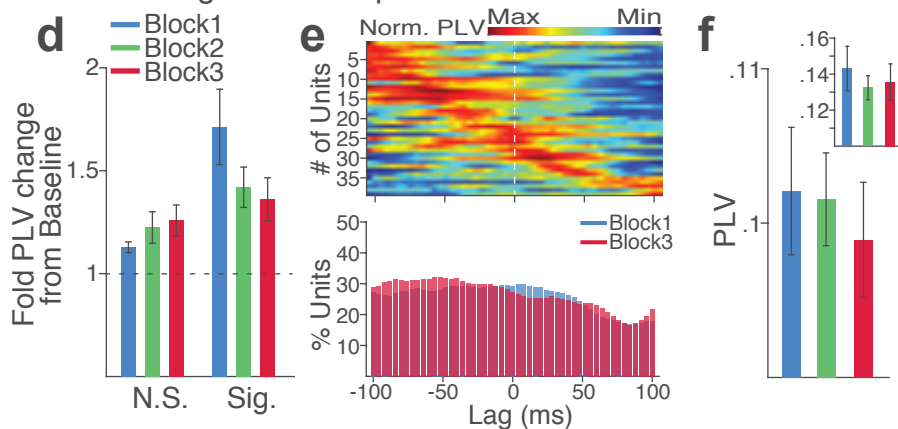 d
Block1
Block2
Block3
Fold PLV change
from Baseline
2
1.5
1
N.S.
Sig.
e
Norm. PLV
Max
Min
# of Units
5
10
15
20
25
30
35
Block1
Block3
% Units
50
40
30
20
10
-100
-50
0
50
100
Lag (ms)
f
.16
.14
.12
PLV
.11
.1